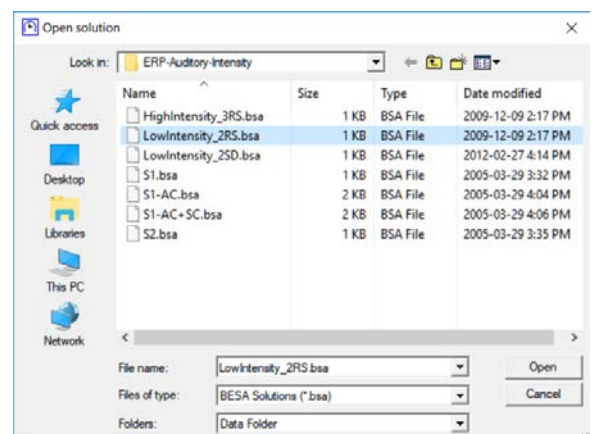 Open solution
Look in: ERP-Auditory-Intensity
Name Size Type Date modified
HighIntensity_3RS.bsa 1 KB BSA File 2009-12-09 2:17 PM
LowIntensity_2RS.bsa 1 KB BSA File 2009-12-09 2:17 PM
LowIntensity_2SD.bsa 1 KB BSA File 2012-02-27 4:14 PM
S1.bsa 1 KB BSA File 2005-03-29 3:32 PM
S1-AC.bsa 2 KB BSA File 2005-03-29 4:04 PM
S1-AC+SC.bsa 2 KB BSA File 2005-03-29 4:06 PM
S2.bsa 1 KB BSA File 2005-03-29 3:35 PM
Quick access
Desktop
Libraries
This PC
Network
File name: LowIntensity_2RS.bsa Open
Files of type: BESA Solutions (*.bsa) Cancel
Folders: Data Folder